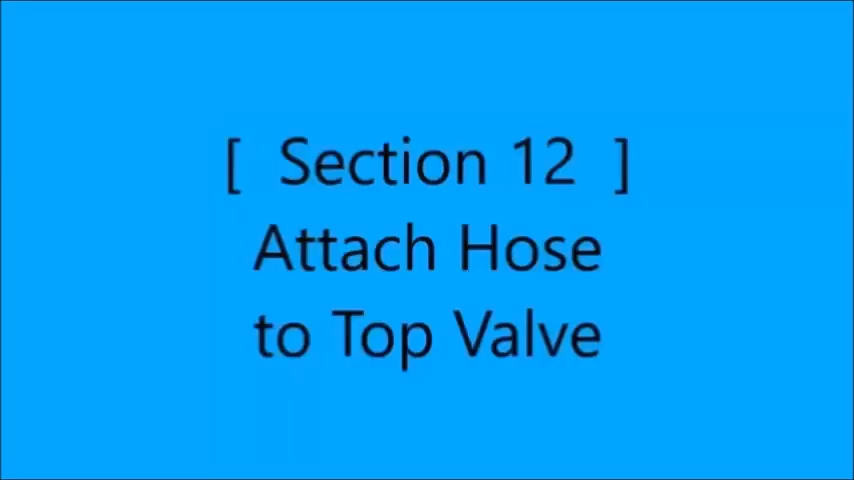 [ Section 12 ]
Attach Hose
to Top Valve